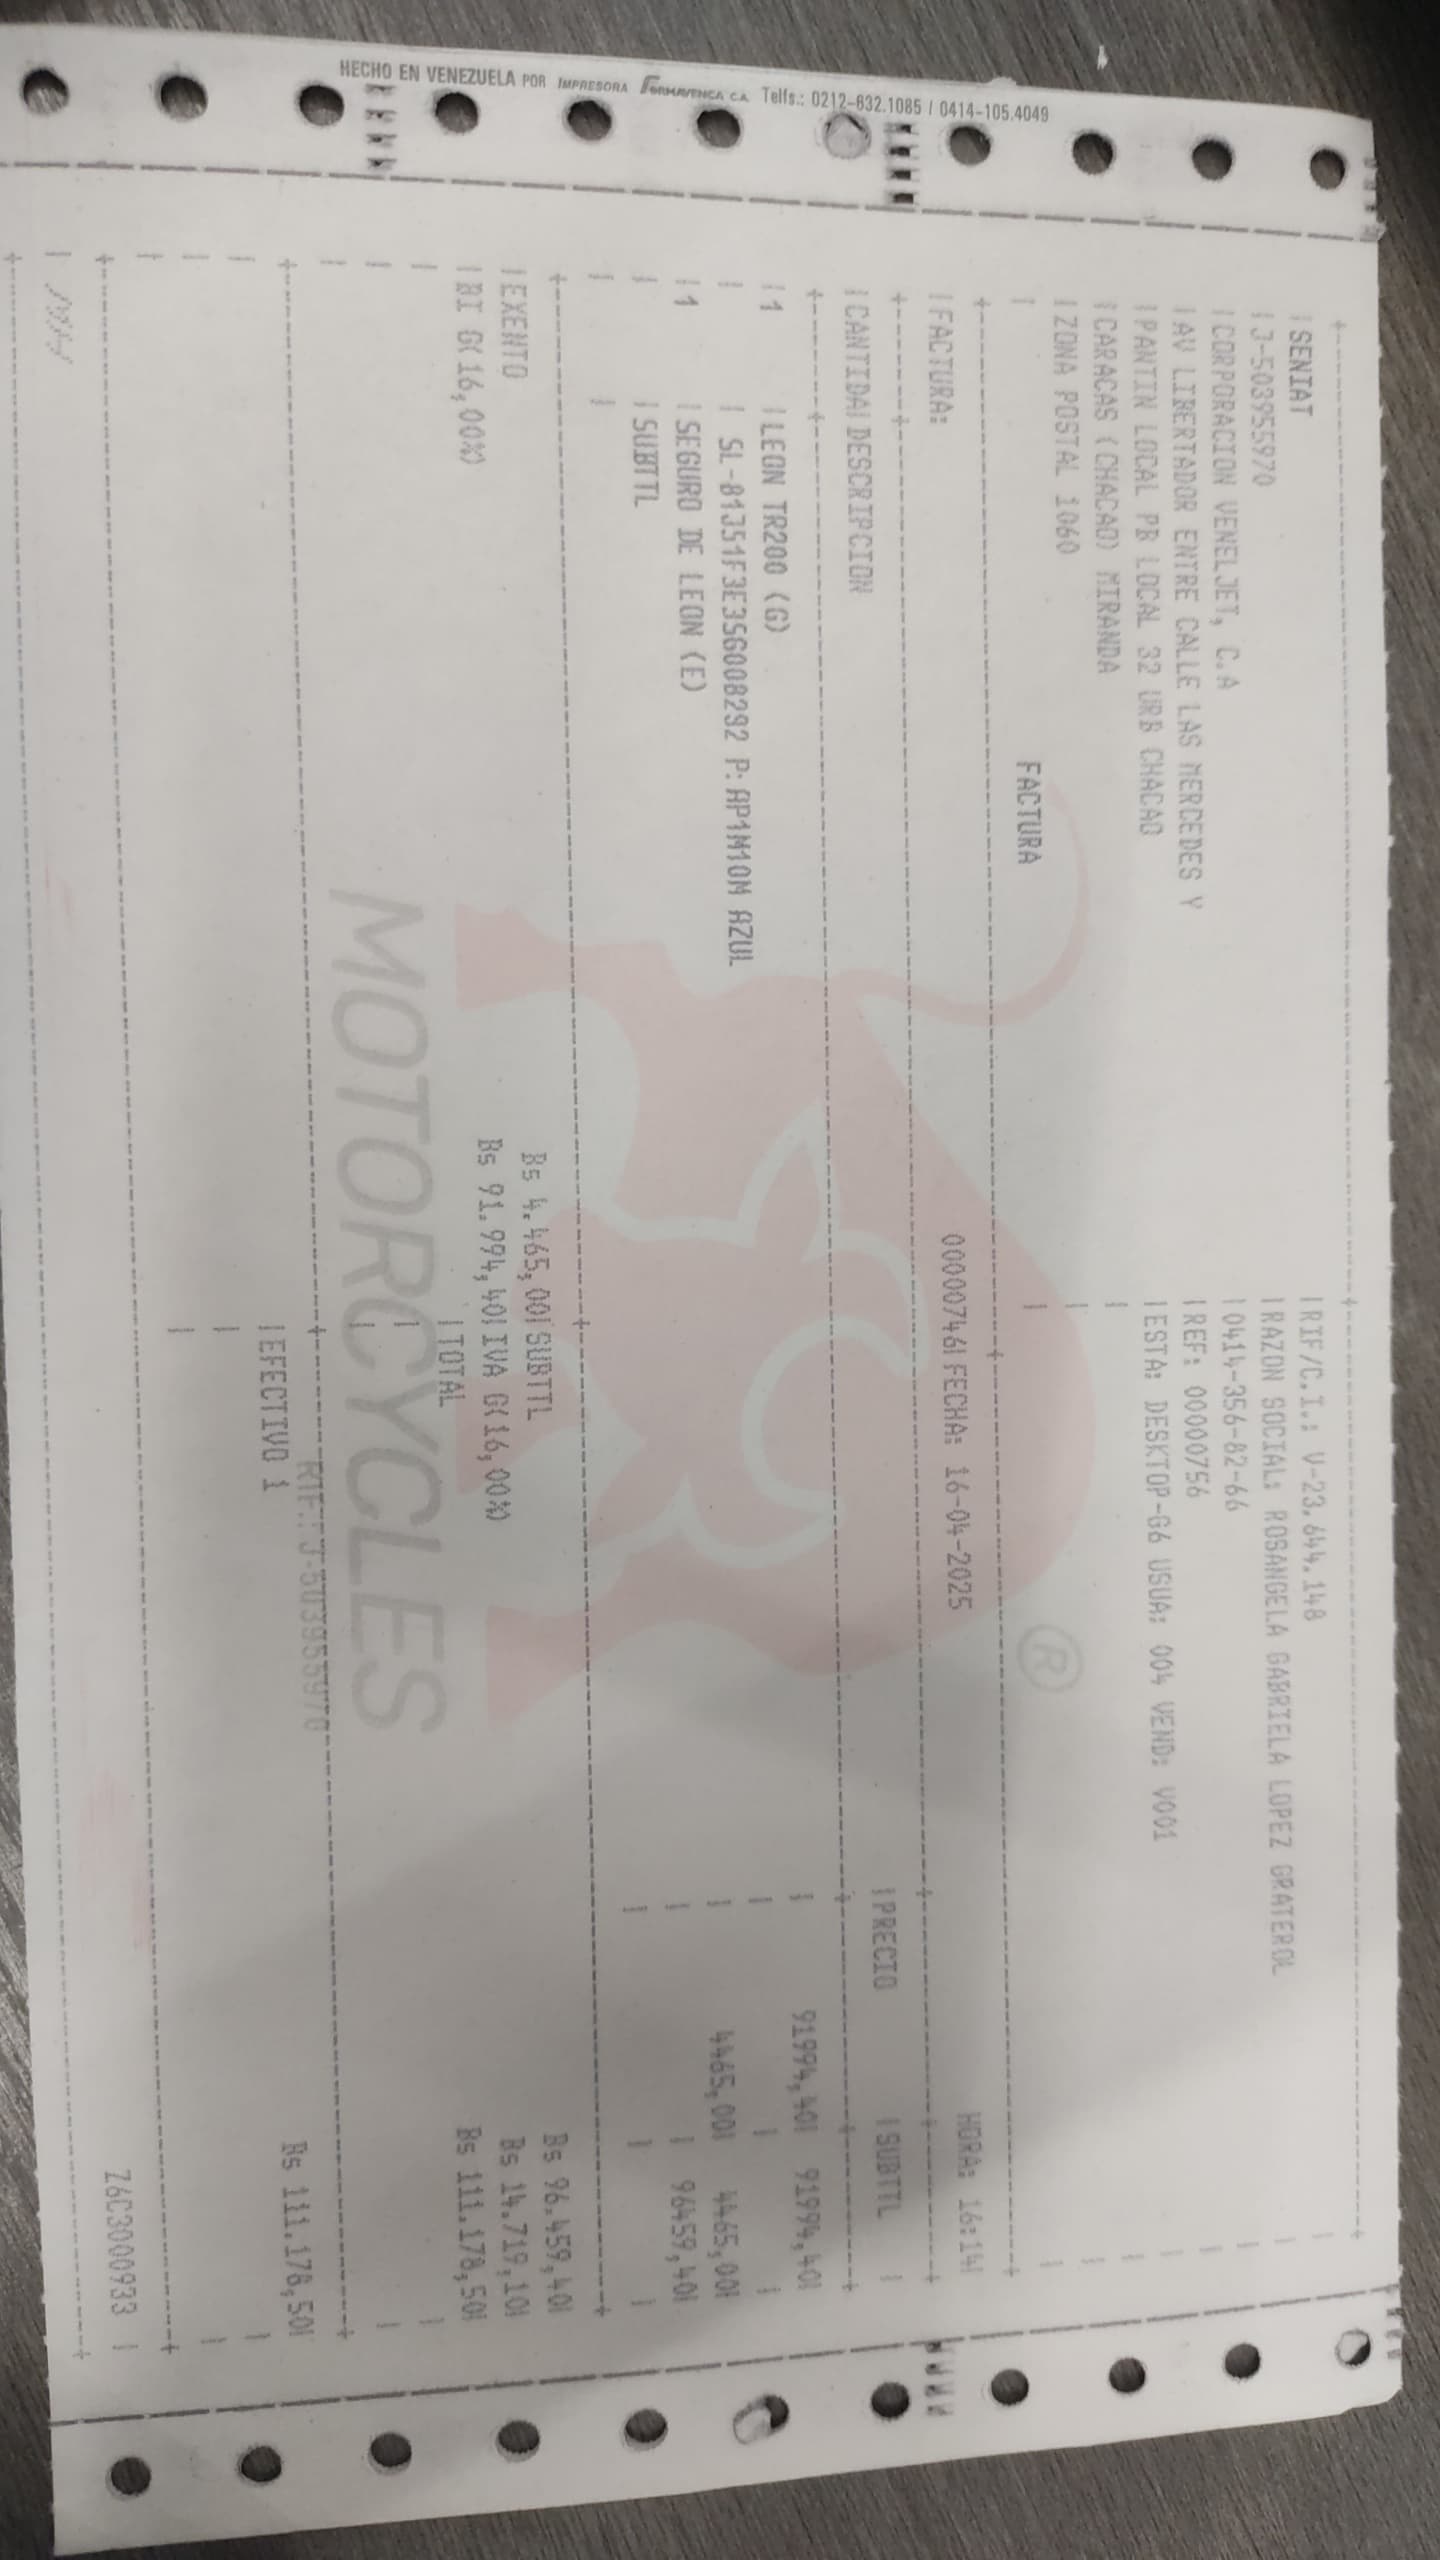 HECHO EN VENEZUELA POR IMPRESORA FORMAVENCA C.A. Telfs.: 0212-632.1085 / 0414-105.4049
SENIAT
J-503955970
CORPORACION VENELJET, C.A
AV LIBERTADOR ENTRE CALLE LAS MERCEDES Y
PANTIN LOCAL PB LOCAL 32 URB CHACAO
CARACAS (CHACAO) MIRANDA
ZONA POSTAL 1060
RIF/C.I.: V-23.644.148
RAZON SOCIAL: ROSANGELA GABRIELA LOPEZ GRATEROL
0414-356-82-66
REF: 00000756
ESTA: DESKTOP-G6 USUA: 004 VEND: V001
FACTURA
FACTURA: 00000746 FECHA: 16-04-2025 HORA: 16:14
CANTIDA DESCRIPCION PRECIO SUBTTL
1 LEON TR200 (G) 91994,40 91994,40
SL-81351F3E3SG008292 P: AP1M10M AZUL
1 SEGURO DE LEON (E) 4465,00 4465,00
SUBTTL 96459,40
EXENTO Bs 4.465,00 SUBTTL Bs 96.459,40
BI G(16,00%) Bs 91.994,40 IVA G(16,00%) Bs 14.719,10
TOTAL Bs 111.178,50
MOTORCYCLES
®
RIF: J-503955970
EFECTIVO 1 Bs 111.178,50
Z6C3000933